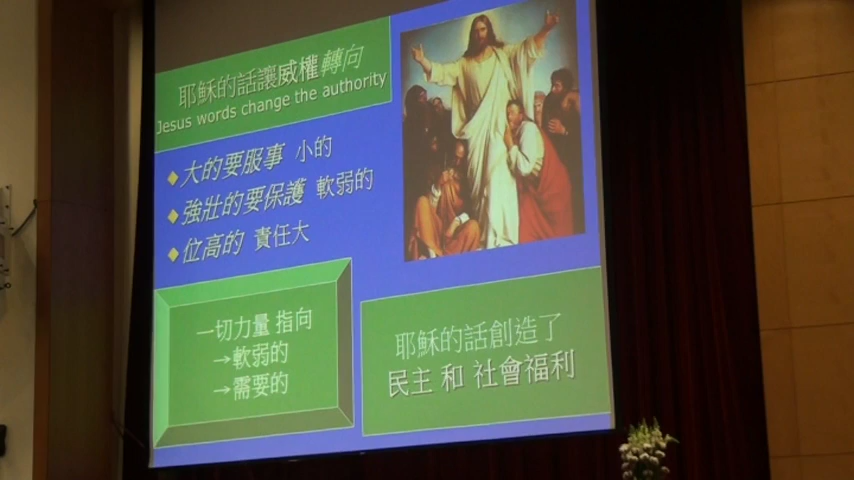 耶穌的話讓威權轉向
Jesus words change the authority
◆大的要服事 小的
◆強壯的要保護 軟弱的
◆位高的 責任大
一切力量 指向
→軟弱的
→需要的
耶穌的話創造了
民主 和 社會福利